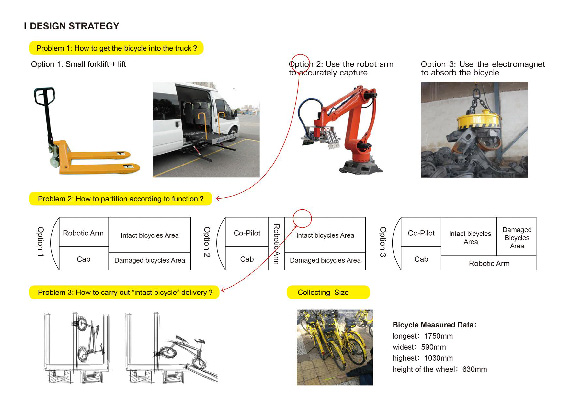 I DESIGN STRATEGY
Problem 1: How to get the bicycle into the truck ?
Option 1: Small forklift + lift
Option 2: Use the robot arm
to accurately capture
Option 3: Use the electromagnet
to absorb the bicycle
Problem 2: How to partition according to function ?
Option 1
Robotic Arm
Intact bicycles Area
Cab
Damaged bicycles Area
Option 2
Co-Pilot
Robotic Arm
Intact bicycles Area
Cab
Damaged bicycles Area
Option 3
Co-Pilot
Intact bicycles
Area
Damaged
Bicycles
Area
Cab
Robotic Arm
Problem 3: How to carry out "intact bicycle" delivery ?
Collecting Size
Bicycle Measured Data:
longest: 1750mm
widest: 590mm
highest: 1030mm
height of the wheel: 630mm